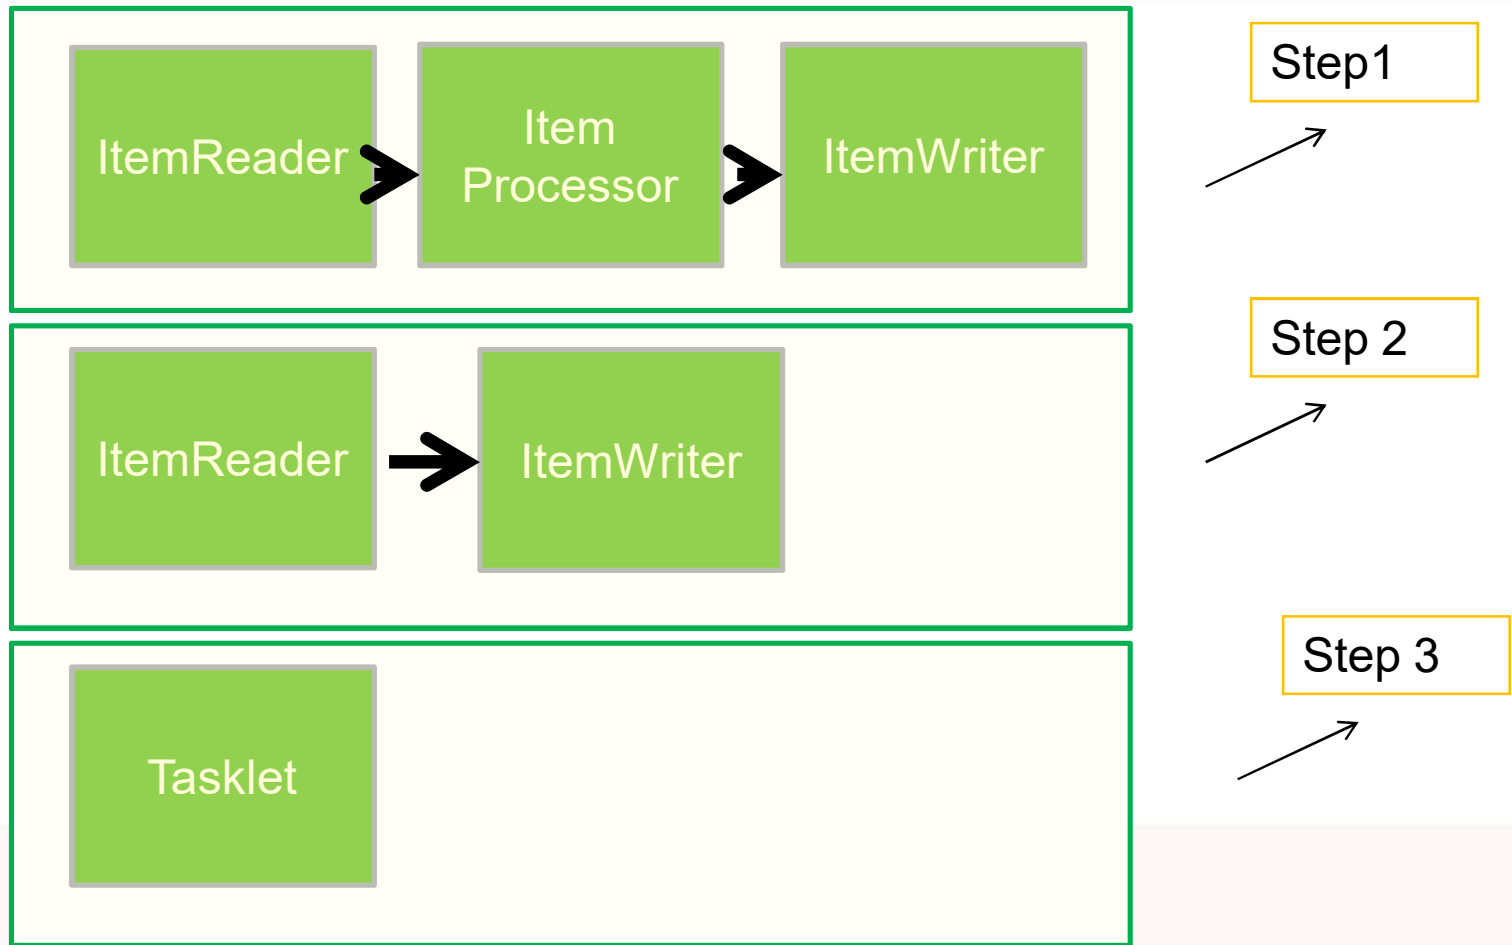 ItemReader
Item
Processor
ItemWriter
Step1
ItemReader
ItemWriter
Step 2
Tasklet
Step 3